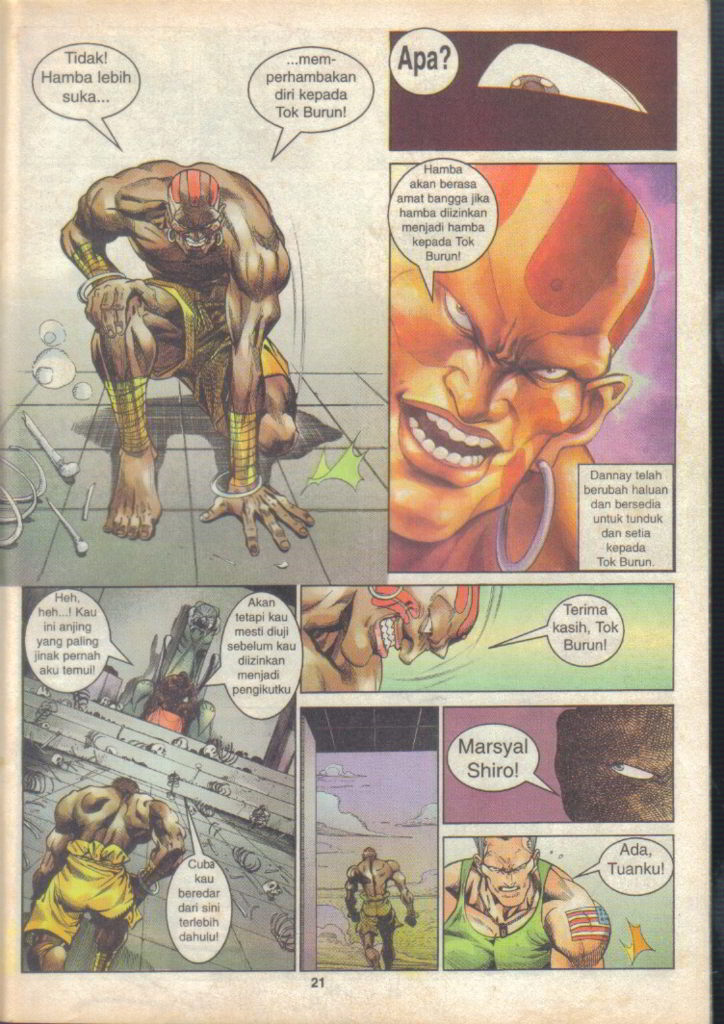 Tidak!
Hamba lebih
suka...
...mem-
perhambakan
diri kepada
Tok Burun!
Apa?
Hamba
akan berasa
amat bangga jika
hamba diizinkan
menjadi hamba
kepada Tok
Burun!
Dannay telah
berubah haluan
dan bersedia
untuk tunduk
dan setia
kepada
Tok Burun.
Heh,
heh...! Kau
ini anjing
yang paling
jinak pernah
aku temui!
Akan
tetapi kau
mesti diuji
sebelum kau
diizinkan
menjadi
pengikutku
Cuba
kau
beredar
dari sini
terlebih
dahulu!
Terima
kasih, Tok
Burun!
Marsyal
Shiro!
Ada,
Tuanku!
21